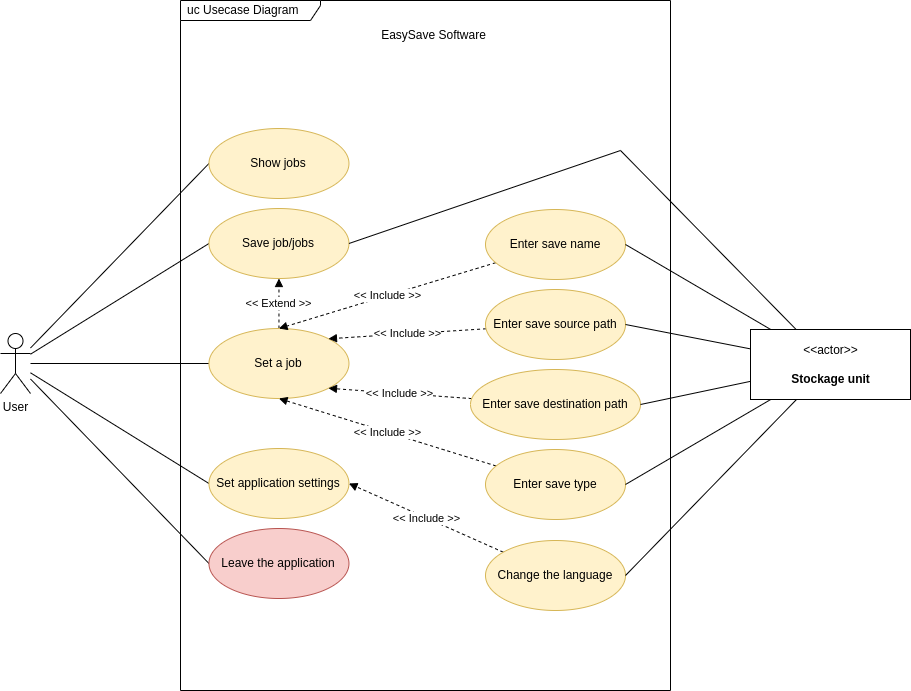 uc Usecase Diagram
EasySave Software
Show jobs
Save job/jobs
Enter save name
<< Include >>
<< Extend >>
Enter save source path
<< Include >>
<<actor>>
Set a job
Stockage unit
<< Include >>
Enter save destination path
User
<< Include >>
Set application settings
Enter save type
<< Include >>
Leave the application
Change the language